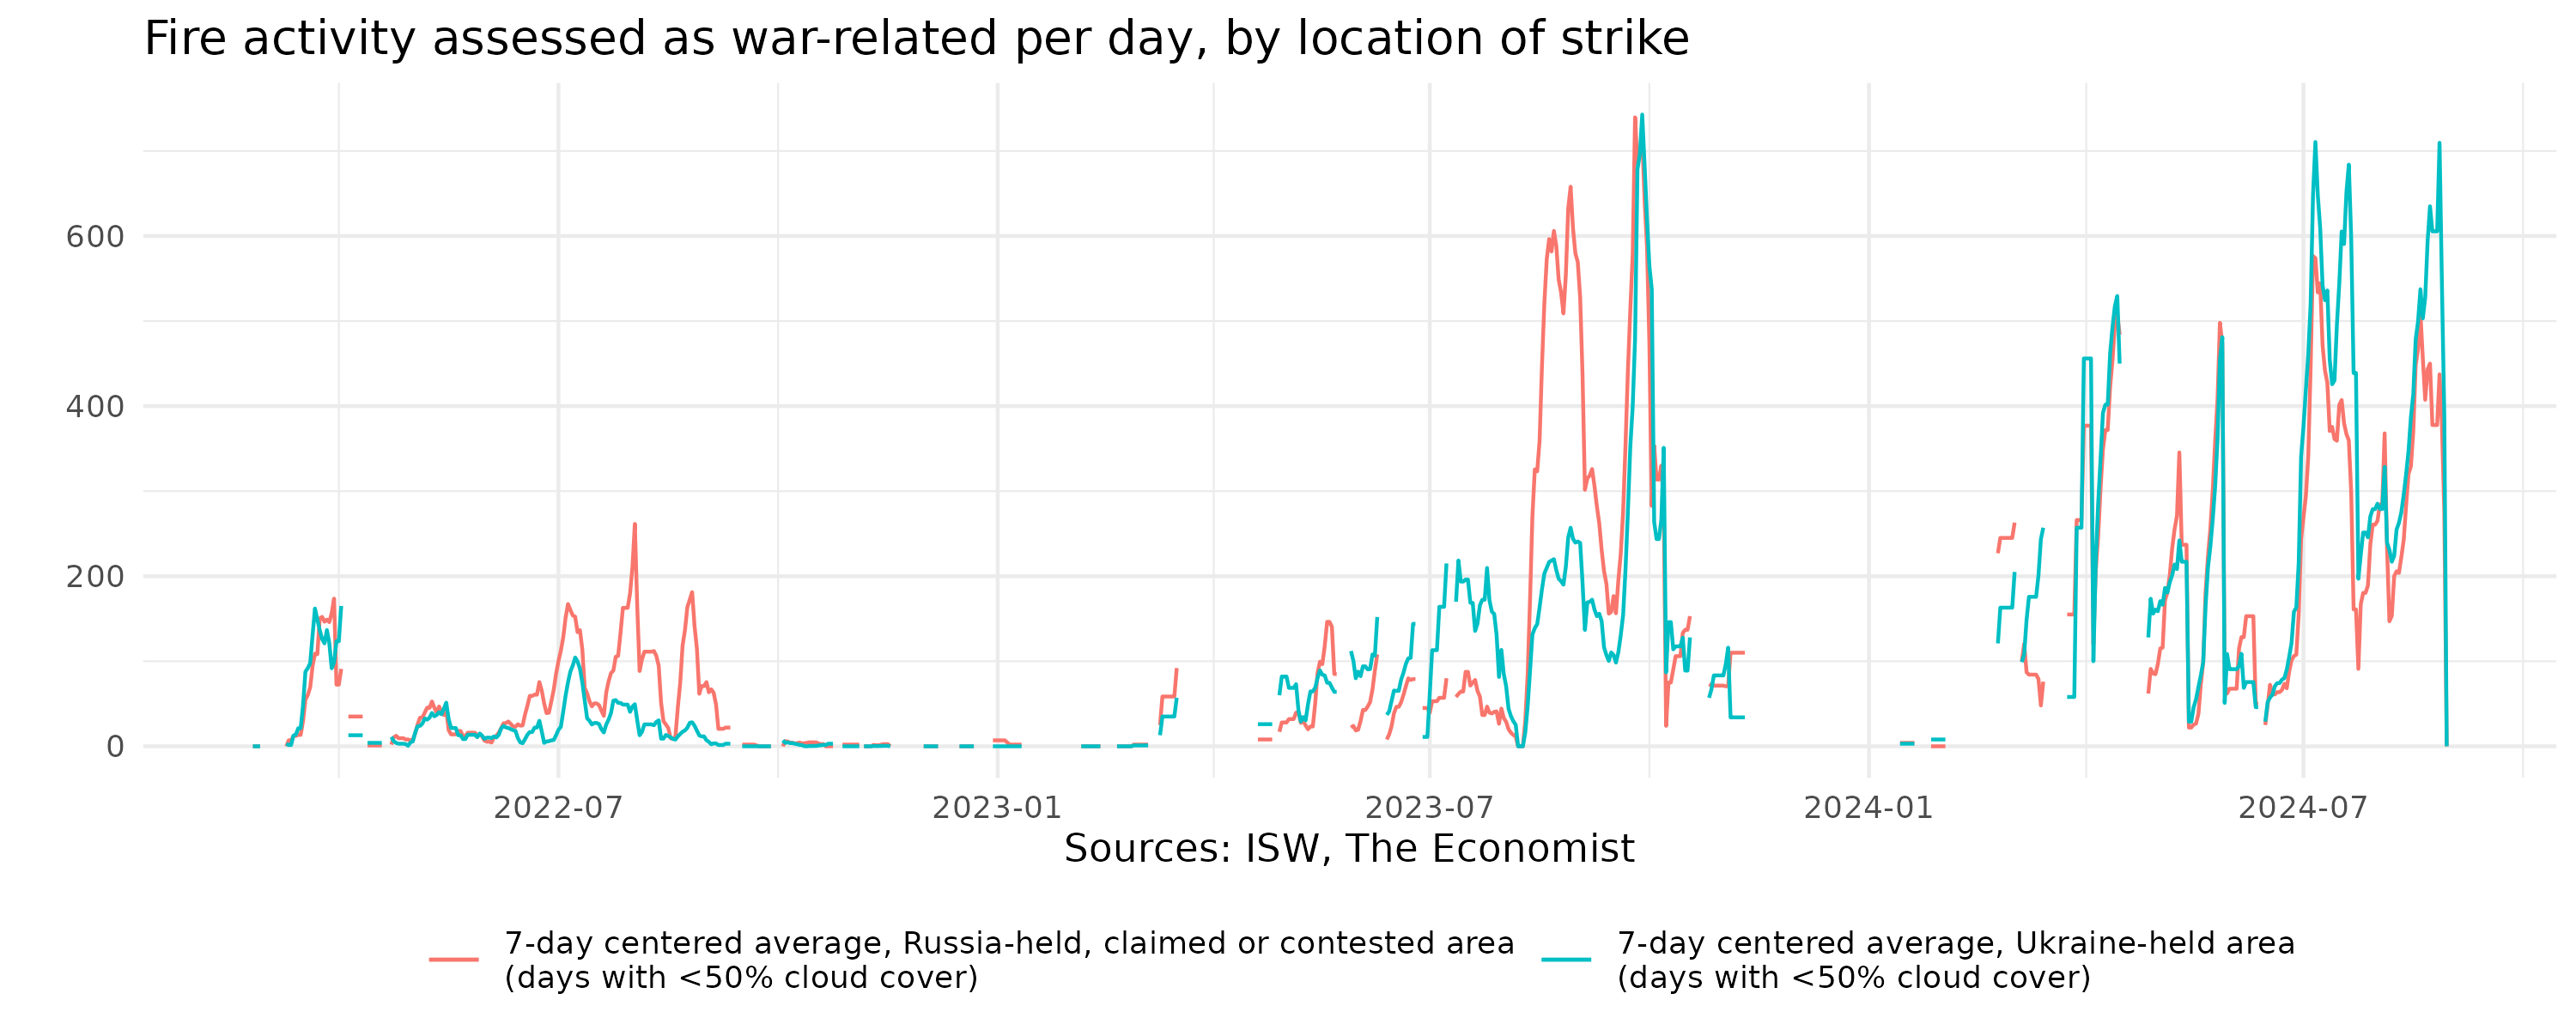 Fire activity assessed as war-related per day, by location of strike
600
400
200
0
2022-07
2023-01
2023-07
2024-01
2024-07
Sources: ISW, The Economist
7-day centered average, Russia-held, claimed or contested area
(days with <50% cloud cover)
7-day centered average, Ukraine-held area
(days with <50% cloud cover)